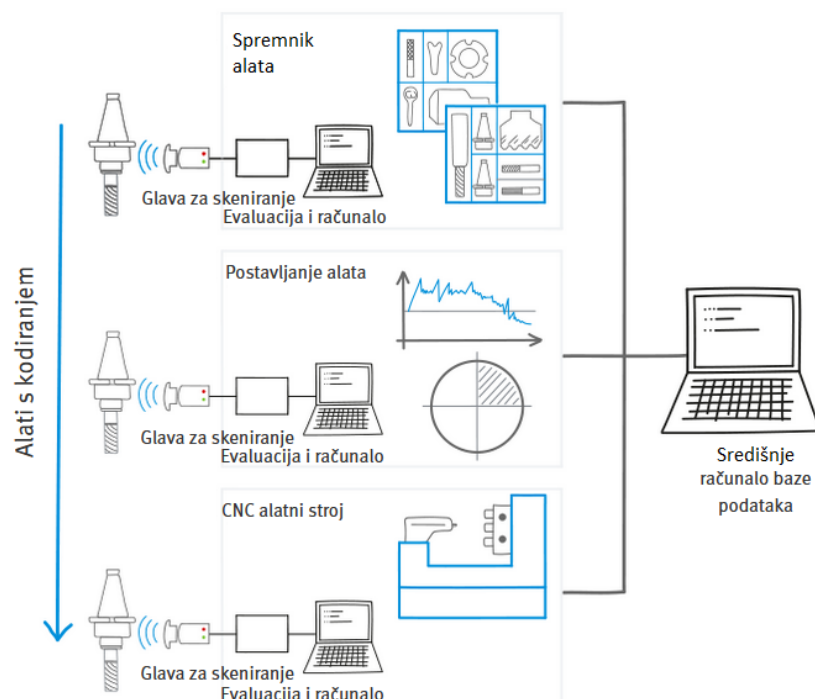 Spremnik
alata
Glava za skeniranje
Evaluacija i računalo
Postavljanje alata
Glava za skeniranje
Evaluacija i računalo
CNC alatni stroj
Glava za skeniranje
Evaluacija i računalo
Alati s kodiranjem
Središnje
računalo baze
podataka